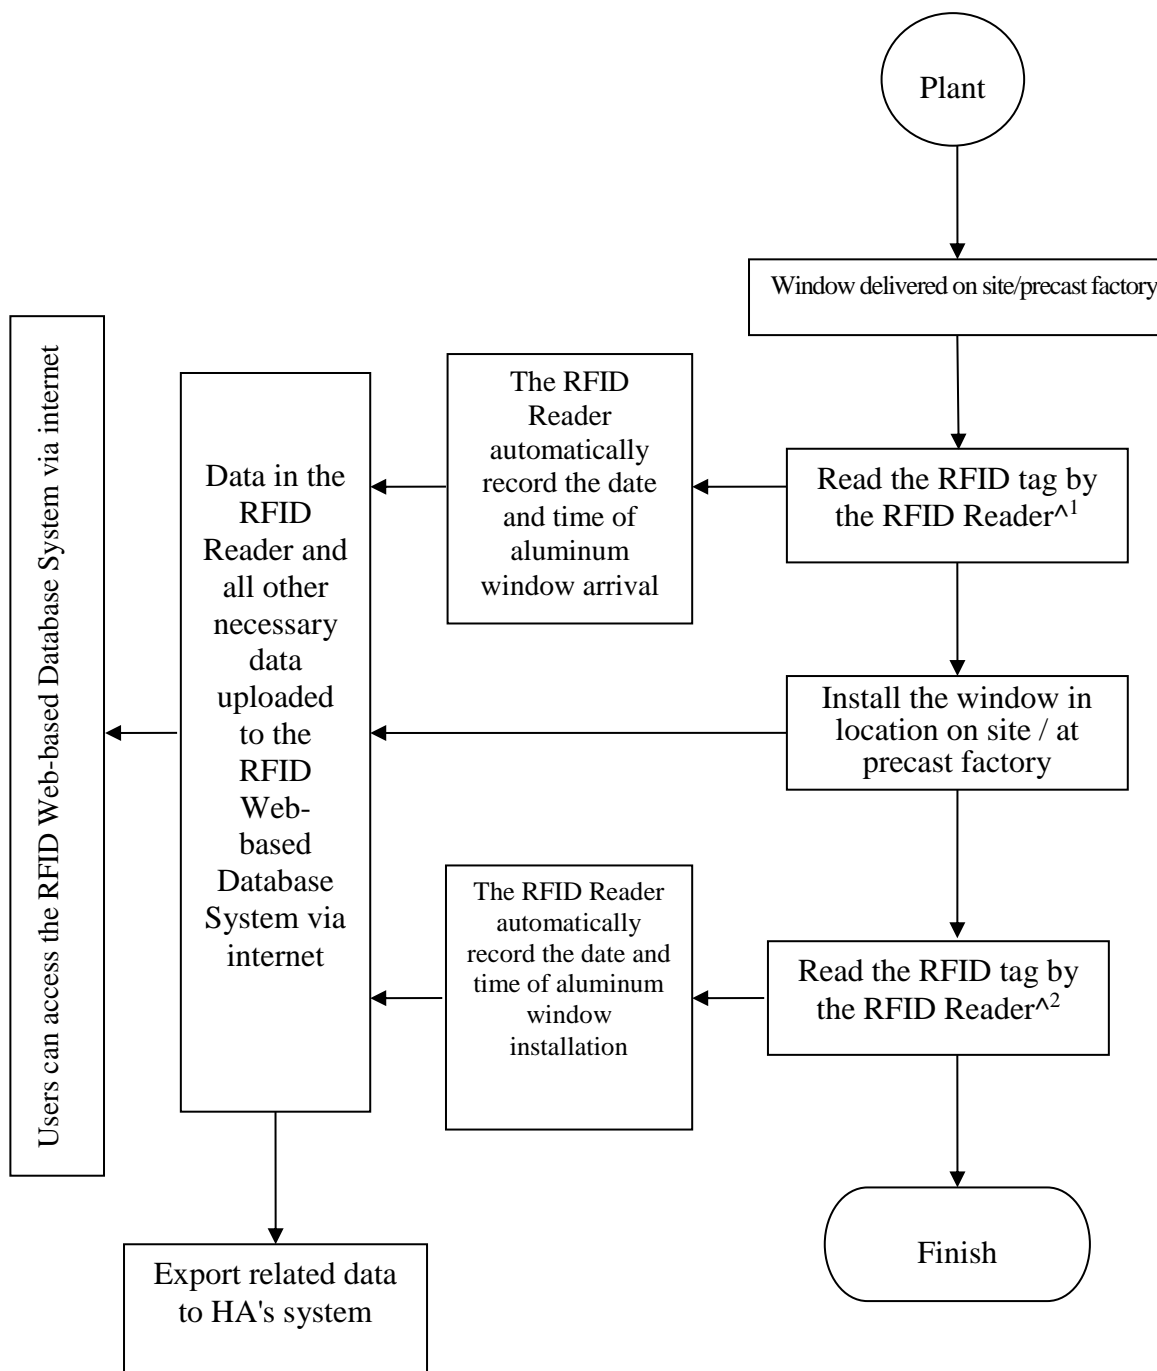 Plant
Window delivered on site/precast factory
Users can access the RFID Web-based Database System via internet
The RFID
Reader
automatically
record the date
and time of
aluminum
window arrival
Read the RFID tag by
the RFID Reader^1
Data in the
RFID
Reader and
all other
necessary
data
uploaded
to the
RFID
Web-
based
Database
System via
internet
Install the window in
location on site / at
precast factory
The RFID Reader
automatically
record the date and
time of aluminum
window
installation
Read the RFID tag by
the RFID Reader^2
Finish
Export related data
to HA's system